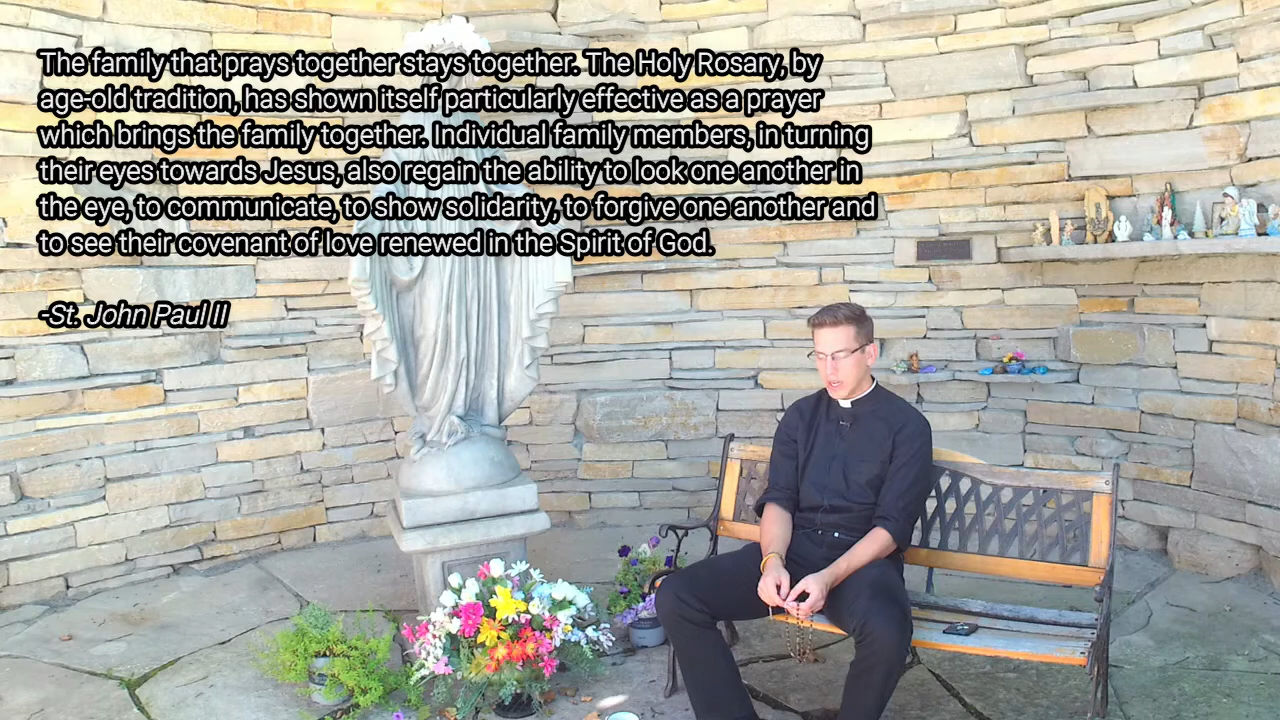 The family that prays together stays together. The Holy Rosary, by
age-old tradition, has shown itself particularly effective as a prayer
which brings the family together. Individual family members, in turning
their eyes towards Jesus, also regain the ability to look one another in
the eye, to communicate, to show solidarity, to forgive one another and
to see their covenant of love renewed in the Spirit of God.
-St. John Paul II